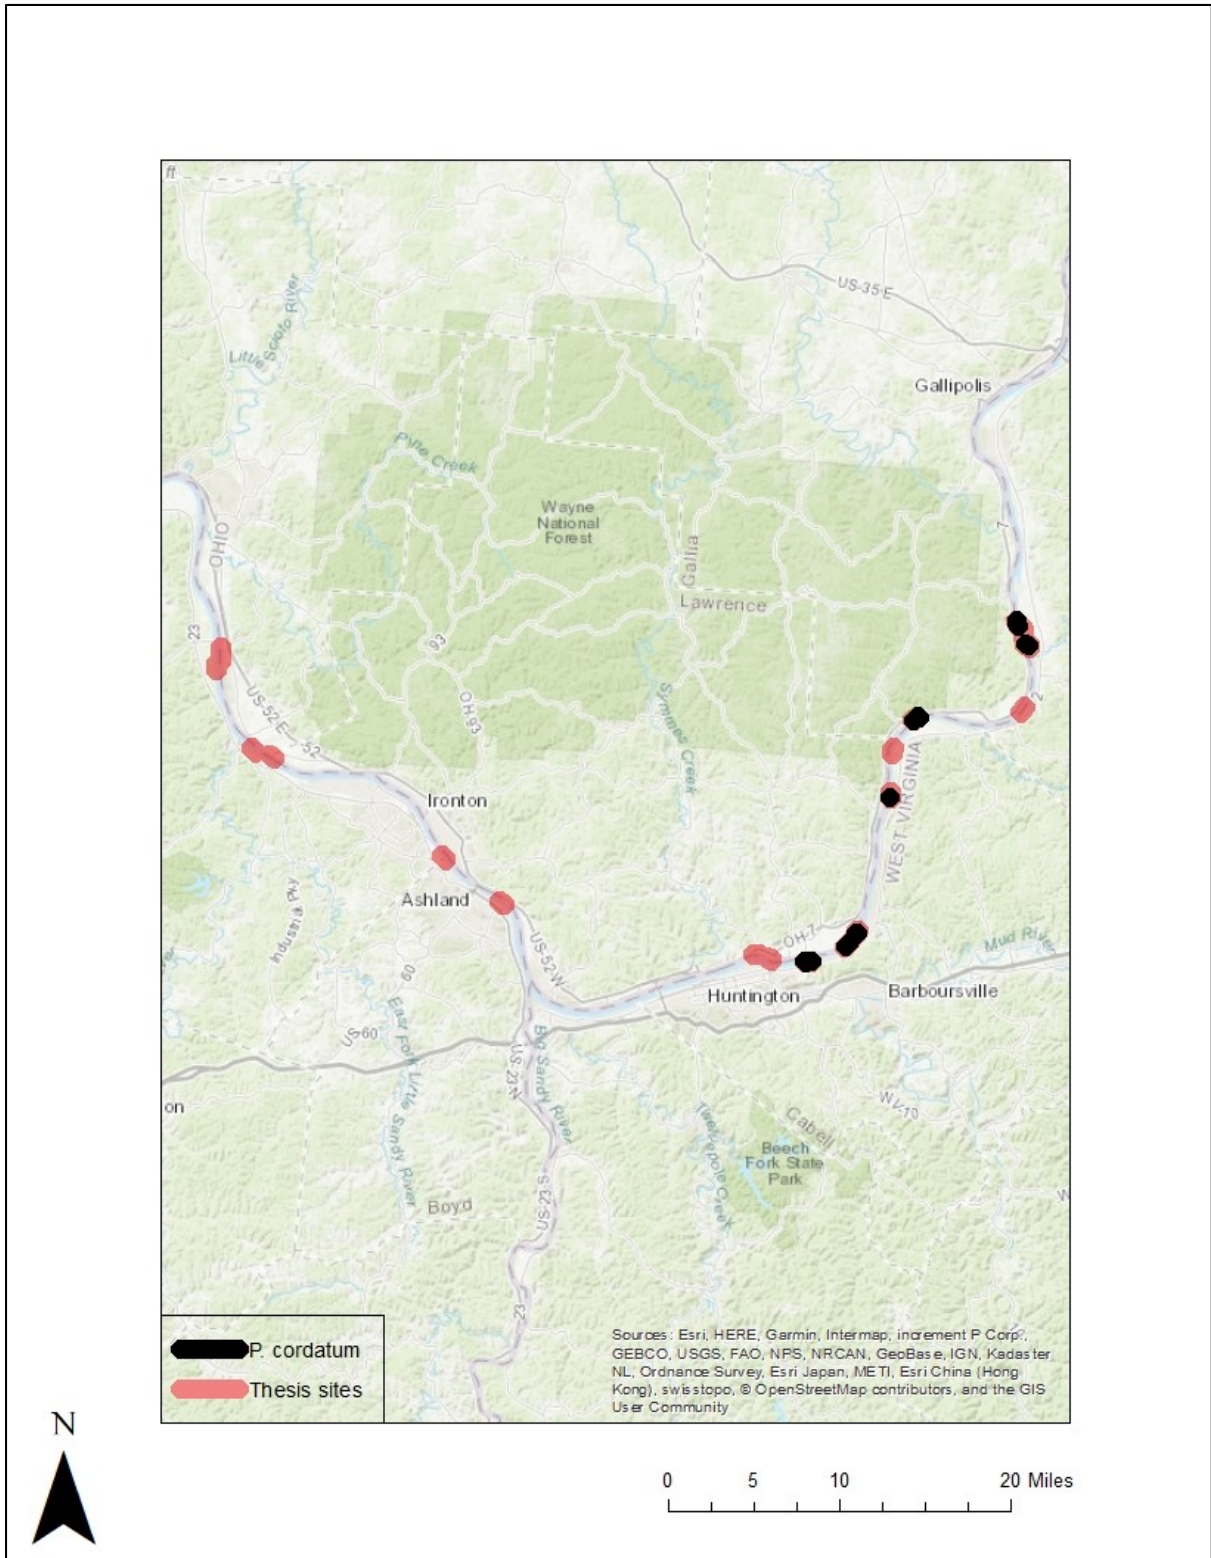 ft
Little Scioto River
US-35 E
Gallipolis
Pine Creek
Wayne
National
Forest
OHIO
7
Gallia
Lawrence
23
93
US-52 E
52
OH-93
Symmes Creek
2
WEST VIRGINIA
Ironton
Industrial Pky
Ashland
60
US-52 W
OH-7
Mud River
Huntington
Barboursville
US-60
East Fork Little Sandy River
US-23-N
Big Sandy River
on
WV-10
Cabell
Twelvepole Creek
Beech
Fork State
Park
W
Boyd
US-23-S
23
P. cordatum
Thesis sites
Sources: Esri, HERE, Garmin, Intermap, increment P Corp.,
GEBCO, USGS, FAO, NPS, NRCAN, GeoBase, IGN, Kadaster
NL, Ordnance Survey, Esri Japan, METI, Esri China (Hong
Kong), swisstopo, © OpenStreetMap contributors, and the GIS
User Community
N
0 5 10 20 Miles